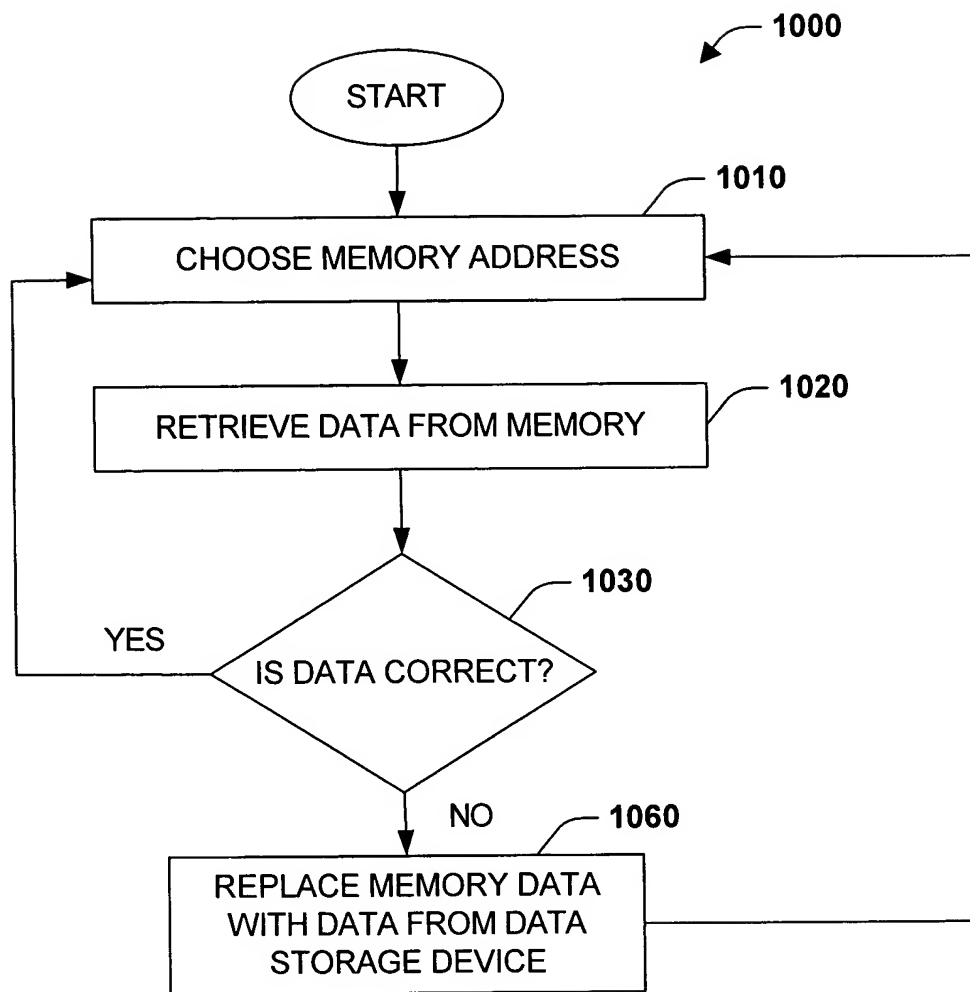 1000
START
1010
CHOOSE MEMORY ADDRESS
1020
RETRIEVE DATA FROM MEMORY
1030
YES
IS DATA CORRECT?
NO
1060
REPLACE MEMORY DATA
WITH DATA FROM DATA
STORAGE DEVICE